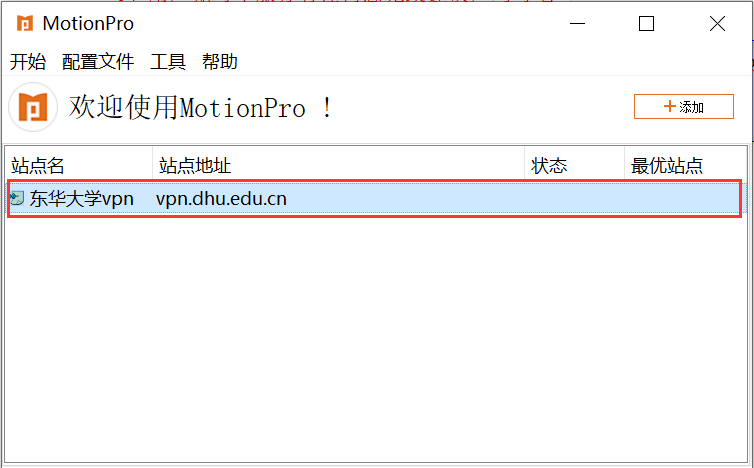 MotionPro
开始 配置文件 工具 帮助
欢迎使用MotionPro !
添加
站点名 站点地址 状态 最优站点
东华大学vpn vpn.dhu.edu.cn